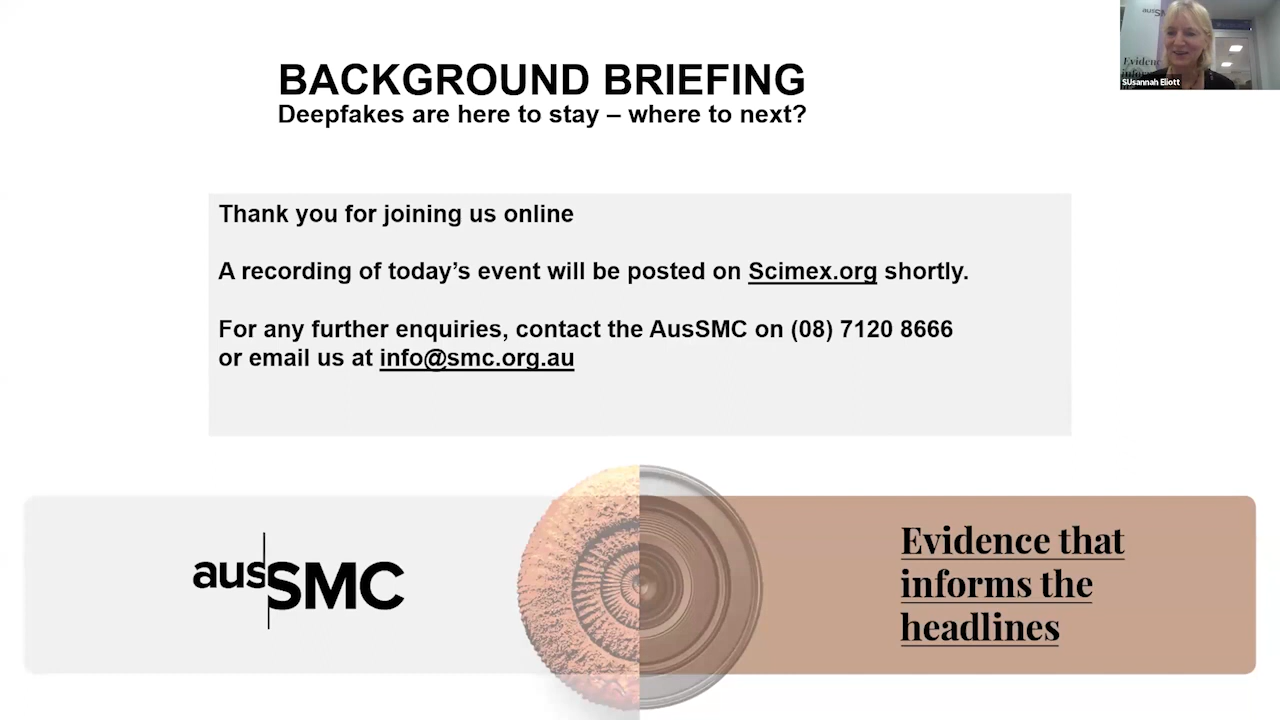 BACKGROUND BRIEFING
Deepfakes are here to stay – where to next?
aus
Evidenc
SUsannah Eliott
Thank you for joining us online
A recording of today’s event will be posted on Scimex.org shortly.
For any further enquiries, contact the AusSMC on (08) 7120 8666
or email us at info@smc.org.au
ausSMC
Evidence that
informs the
headlines